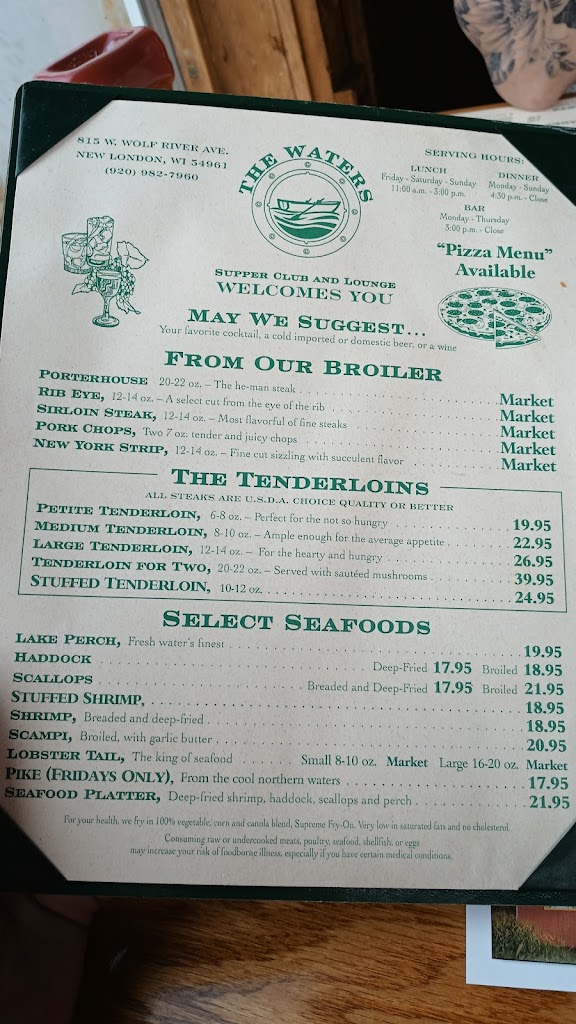 815 W. WOLF RIVER AVE.
NEW LONDON, WI 54961
(920) 982-7960
THE WATERS
SUPPER CLUB AND LOUNGE
WELCOMES YOU
SERVING HOURS:
LUNCH
Friday - Saturday - Sunday
11:00 a.m. - 3:00 p.m.
DINNER
Monday - Sunday
4:30 p.m. - Close
BAR
Monday - Thursday
3:00 p.m. - Close
"Pizza Menu"
Available
MAY WE SUGGEST...
Your favorite cocktail, a cold imported or domestic beer, or a wine
FROM OUR BROILER
PORTERHOUSE 20-22 oz. – The he-man steak Market
RIB EYE, 12-14 oz. – A select cut from the eye of the rib Market
SIRLOIN STEAK, 12-14 oz. – Most flavorful of fine steaks Market
PORK CHOPS, Two 7 oz. tender and juicy chops Market
NEW YORK STRIP, 12-14 oz. – Fine cut sizzling with succulent flavor Market
THE TENDERLOINS
ALL STEAKS ARE U.S.D.A. CHOICE QUALITY OR BETTER
PETITE TENDERLOIN, 6-8 oz. – Perfect for the not so hungry 19.95
MEDIUM TENDERLOIN, 8-10 oz. – Ample enough for the average appetite 22.95
LARGE TENDERLOIN, 12-14 oz. – For the hearty and hungry 26.95
TENDERLOIN FOR TWO, 20-22 oz. – Served with sautéed mushrooms 39.95
STUFFED TENDERLOIN, 10-12 oz. 24.95
SELECT SEAFOODS
LAKE PERCH, Fresh water's finest 19.95
HADDOCK Deep-Fried 17.95 Broiled 18.95
SCALLOPS Breaded and Deep-Fried 17.95 Broiled 21.95
STUFFED SHRIMP, 18.95
SHRIMP, Breaded and deep-fried 18.95
SCAMPI, Broiled, with garlic butter 20.95
LOBSTER TAIL, The king of seafood Small 8-10 oz. Market Large 16-20 oz. Market
PIKE (FRIDAYS ONLY), From the cool northern waters 17.95
SEAFOOD PLATTER, Deep-fried shrimp, haddock, scallops and perch 21.95
For your health, we fry in 100% vegetable, corn and canola blend, Supreme Fry-On. Very low in saturated fats and no cholesterol.
Consuming raw or undercooked meats, poultry, seafood, shellfish, or eggs
may increase your risk of foodborne illness, especially if you have certain medical conditions.